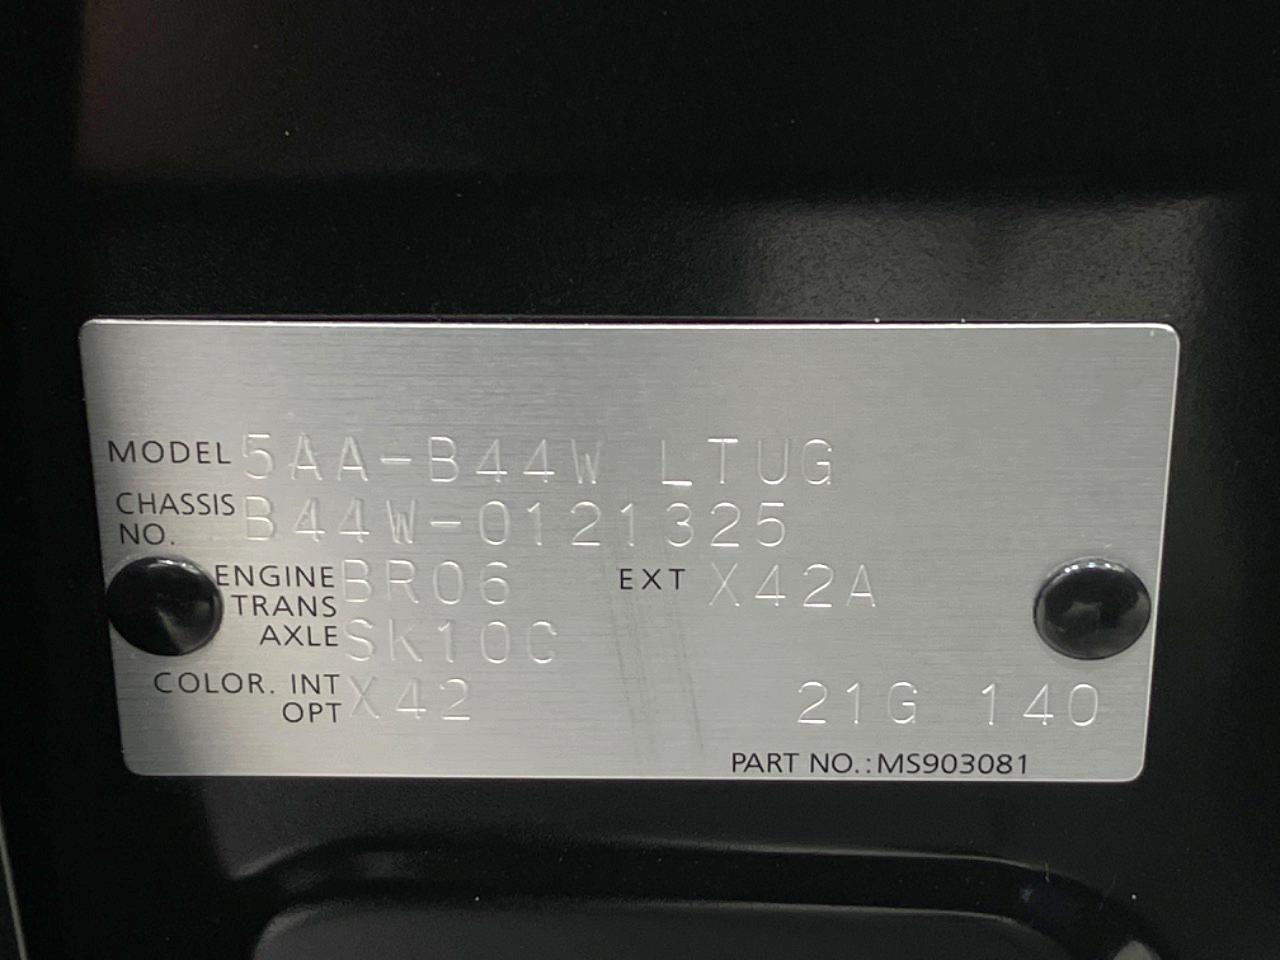 MODEL 5AA-B44W LTUG
CHASSIS NO. B44W-0121325
ENGINE BR06 EXT X42A
TRANS AXLE SK10C
COLOR. INT X42
OPT 21G 140
PART NO.:MS903081